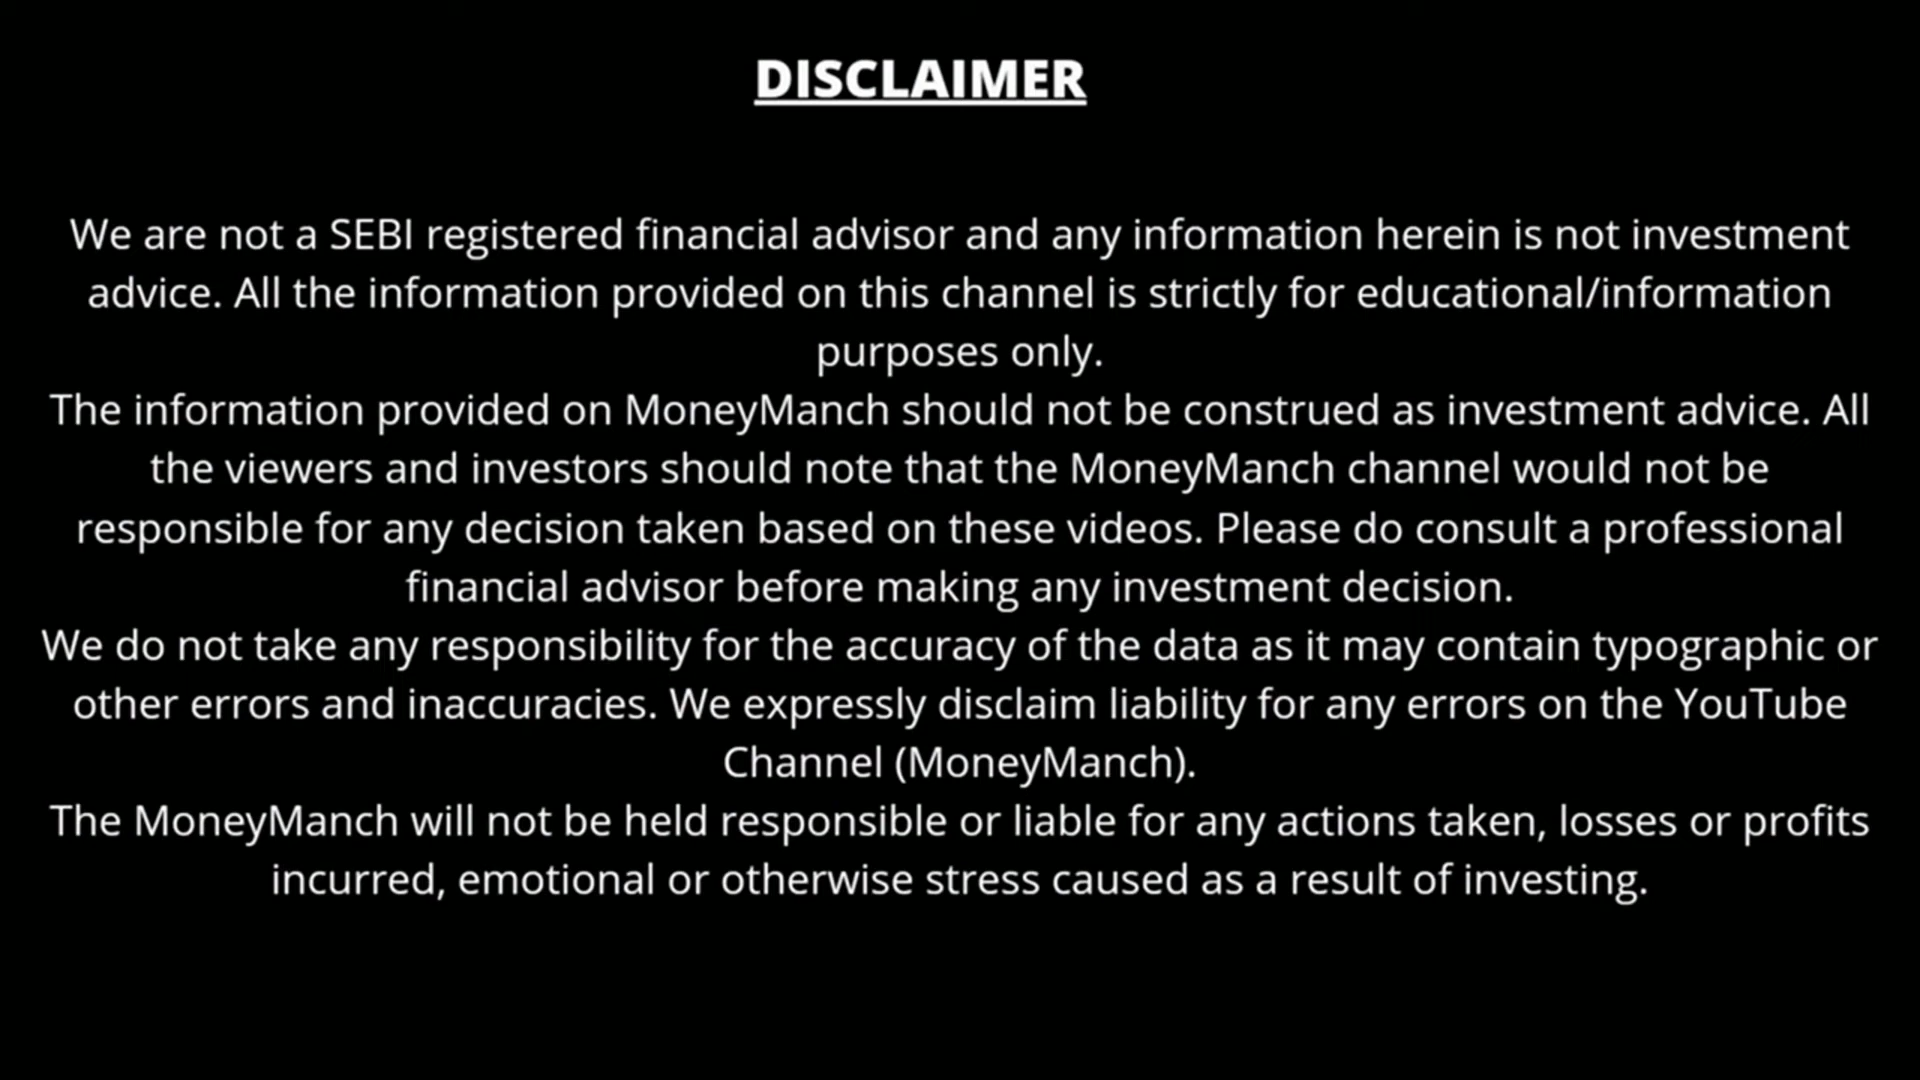 DISCLAIMER
We are not a SEBI registered financial advisor and any information herein is not investment
advice. All the information provided on this channel is strictly for educational/information
purposes only.
The information provided on MoneyManch should not be construed as investment advice. All
the viewers and investors should note that the MoneyManch channel would not be
responsible for any decision taken based on these videos. Please do consult a professional
financial advisor before making any investment decision.
We do not take any responsibility for the accuracy of the data as it may contain typographic or
other errors and inaccuracies. We expressly disclaim liability for any errors on the YouTube
Channel (MoneyManch).
The MoneyManch will not be held responsible or liable for any actions taken, losses or profits
incurred, emotional or otherwise stress caused as a result of investing.